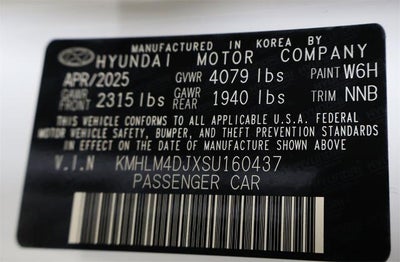 MANUFACTURED IN KOREA BY
HYUNDAI MOTOR COMPANY
APR/2025 GVWR 4079 lbs PAINT W6H
GAWR FRONT 2315 lbs GAWR REAR 1940 lbs TRIM NNB
THIS VEHICLE CONFORMS TO ALL APPLICABLE U.S.A. FEDERAL
MOTOR VEHICLE SAFETY, BUMPER, AND THEFT PREVENTION STANDARDS
IN EFFECT ON THE DATE OF MANUFACTURE SHOWN ABOVE
V.I.N KMHLM4DJXSU160437
PASSENGER CAR